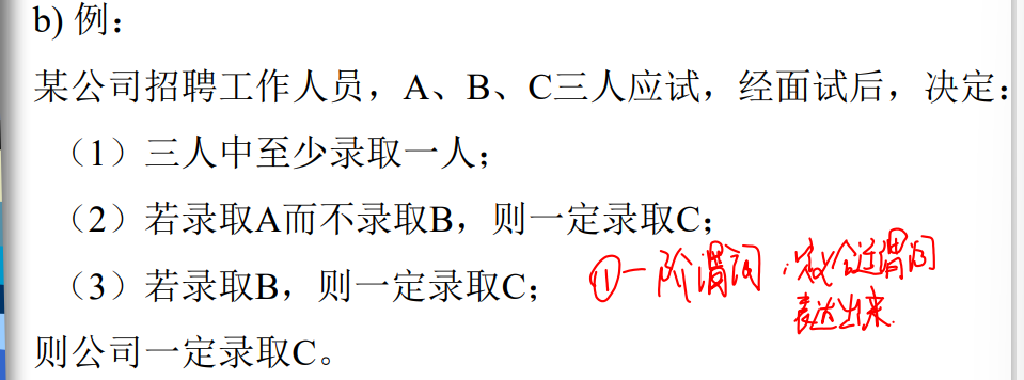 b) 例：
某公司招聘工作人员，A、B、C三人应试，经面试后，决定：
（1）三人中至少录取一人；
（2）若录取A而不录取B，则一定录取C；
（3）若录取B，则一定录取C；
①一阶谓词
谓词
表达出来
则公司一定录取C。